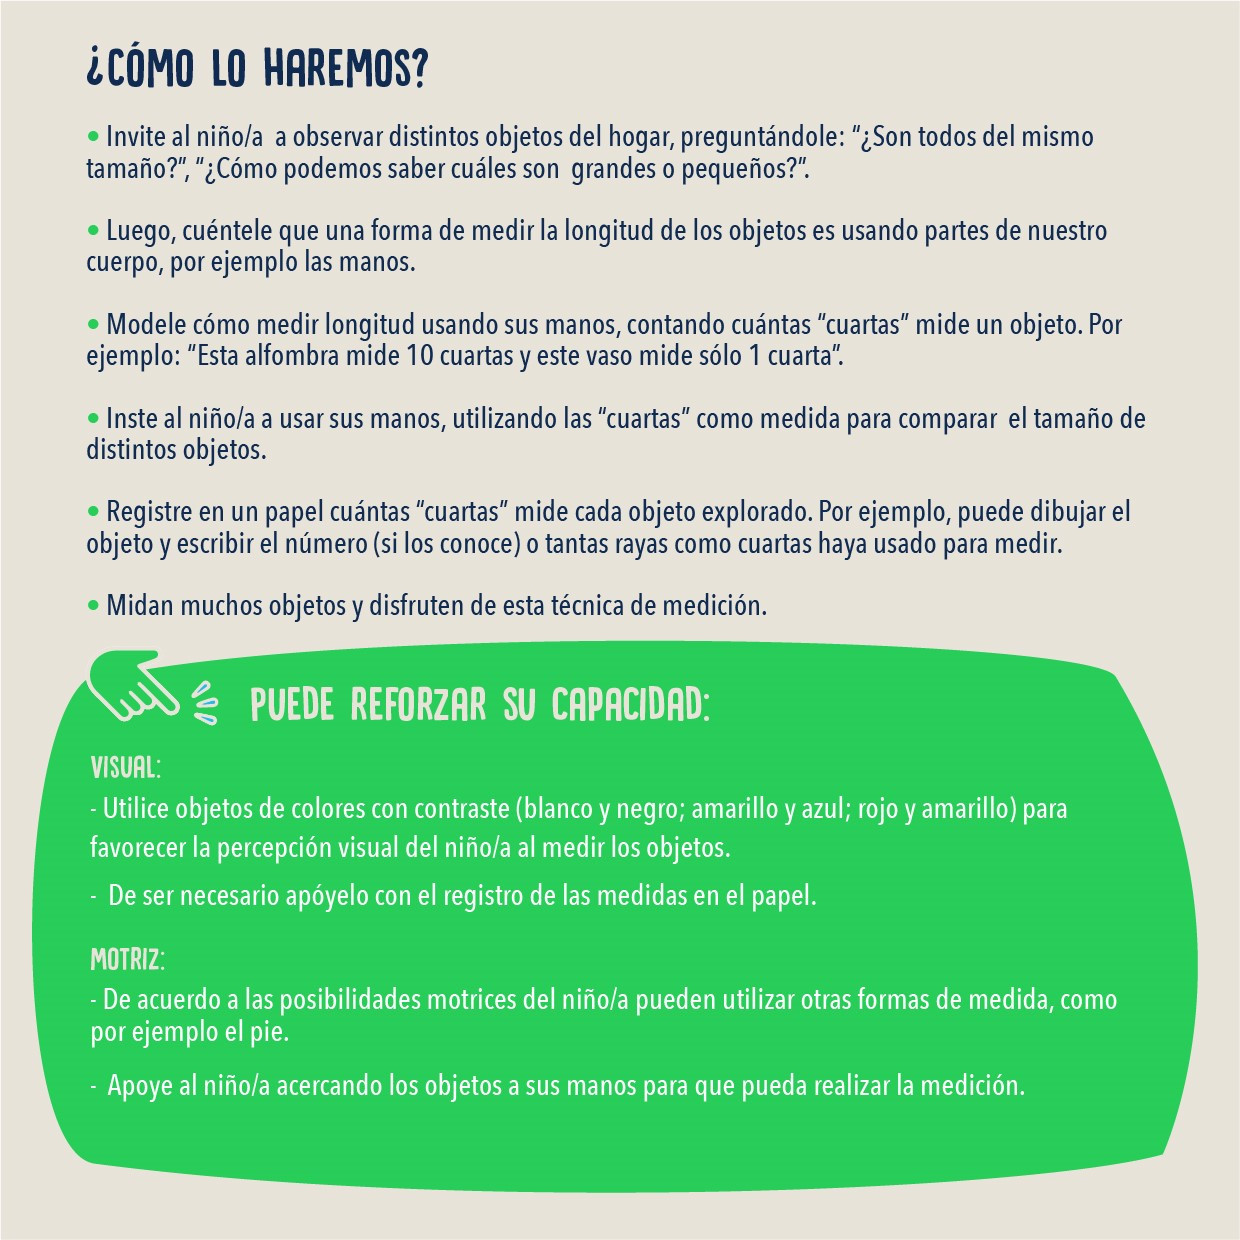 ¿CÓMO LO HAREMOS?
• Invite al niño/a  a observar distintos objetos del hogar, preguntándole: “¿Son todos del mismo
tamaño?”, “¿Cómo podemos saber cuáles son  grandes o pequeños?”.
• Luego, cuéntele que una forma de medir la longitud de los objetos es usando partes de nuestro
cuerpo, por ejemplo las manos.
• Modele cómo medir longitud usando sus manos, contando cuántas “cuartas” mide un objeto. Por
ejemplo: “Esta alfombra mide 10 cuartas y este vaso mide sólo 1 cuarta”.
• Inste al niño/a a usar sus manos, utilizando las “cuartas” como medida para comparar  el tamaño de
distintos objetos.
• Registre en un papel cuántas “cuartas” mide cada objeto explorado. Por ejemplo, puede dibujar el
objeto y escribir el número (si los conoce) o tantas rayas como cuartas haya usado para medir.
• Midan muchos objetos y disfruten de esta técnica de medición.
PUEDE REFORZAR SU CAPACIDAD:
VISUAL:
- Utilice objetos de colores con contraste (blanco y negro; amarillo y azul; rojo y amarillo) para
favorecer la percepción visual del niño/a al medir los objetos.
-  De ser necesario apóyelo con el registro de las medidas en el papel.
MOTRIZ:
- De acuerdo a las posibilidades motrices del niño/a pueden utilizar otras formas de medida, como
por ejemplo el pie.
-  Apoye al niño/a acercando los objetos a sus manos para que pueda realizar la medición.